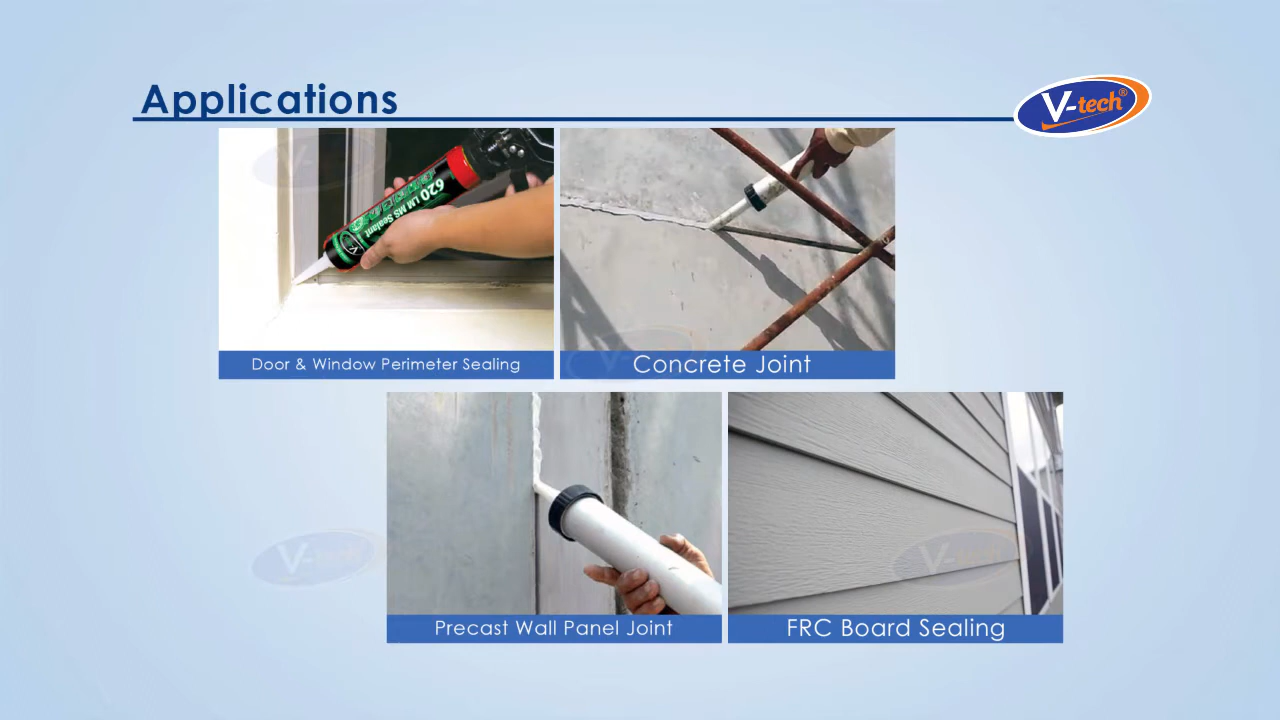 Applications
V-tech®
620 LM MS Sealant
Door & Window Perimeter Sealing
Concrete Joint
Precast Wall Panel Joint
FRC Board Sealing